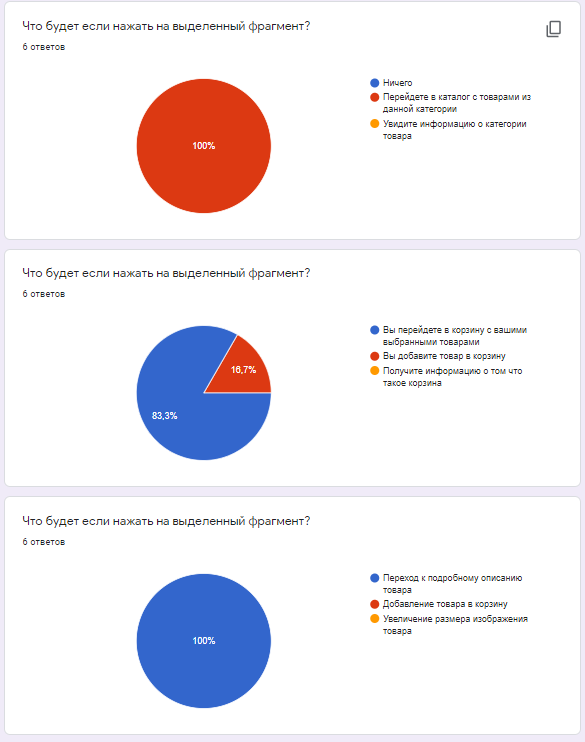 Что будет если нажать на выделенный фрагмент?
6 ответов
100%
Ничего
Перейдете в каталог с товарами из
данной категории
Увидите информацию о категории
товара
Что будет если нажать на выделенный фрагмент?
6 ответов
16,7%
83,3%
Вы перейдете в корзину с вашими
выбранными товарами
Вы добавите товар в корзину
Получите информацию о том что
такое корзина
Что будет если нажать на выделенный фрагмент?
6 ответов
100%
Переход к подробному описанию
товара
Добавление товара в корзину
Увеличение размера изображения
товара